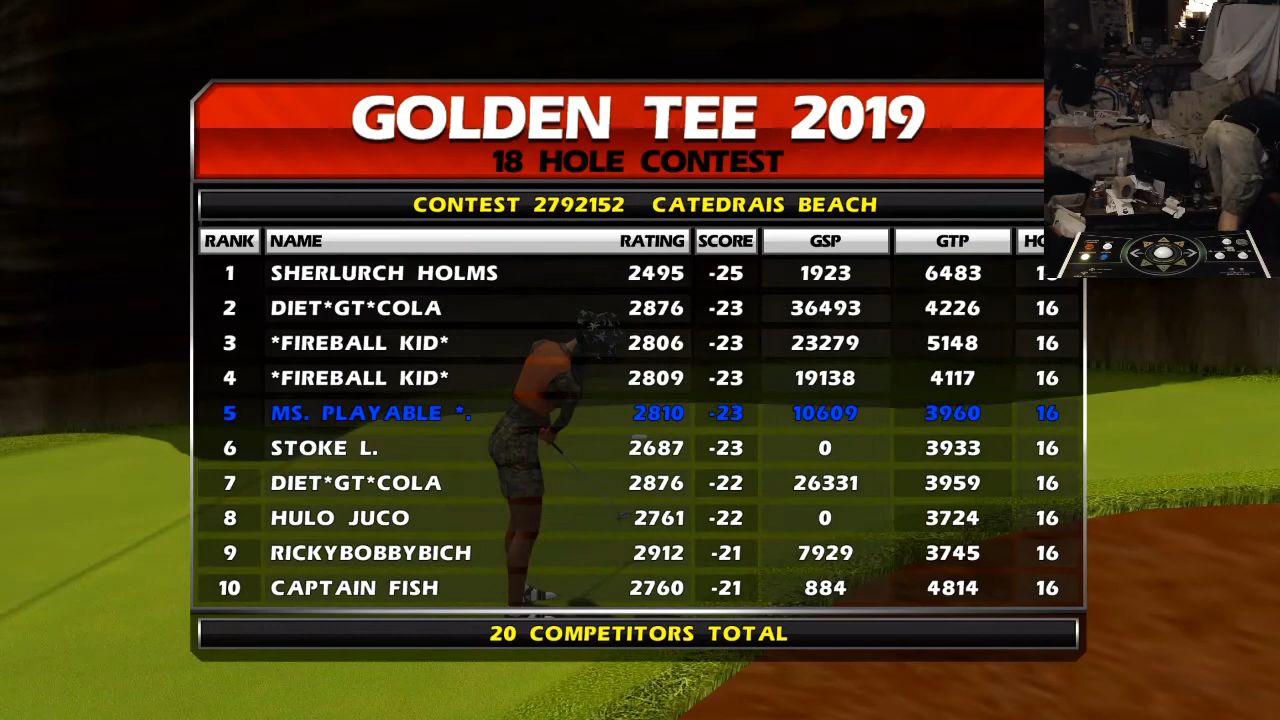 GOLDEN TEE 2019
18 HOLE CONTEST
CONTEST 2792152 CATEDRAIS BEACH
RANK NAME RATING SCORE GSP GTP
1 SHERLURCH HOLMS 2495 -25 1923 6483
2 DIET*GT*COLA 2876 -23 36493 4226 16
3 *FIREBALL KID* 2806 -23 23279 5148 16
4 *FIREBALL KID* 2809 -23 19138 4117 16
5 MS. PLAYABLE *. 2810 -23 10609 3960 16
6 STOKE L. 2687 -23 0 3933 16
7 DIET*GT*COLA 2876 -22 26331 3959 16
8 HULO JUCO 2761 -22 0 3724 16
9 RICKYBOBBYBICH 2912 -21 7929 3745 16
10 CAPTAIN FISH 2760 -21 884 4814 16
20 COMPETITORS TOTAL